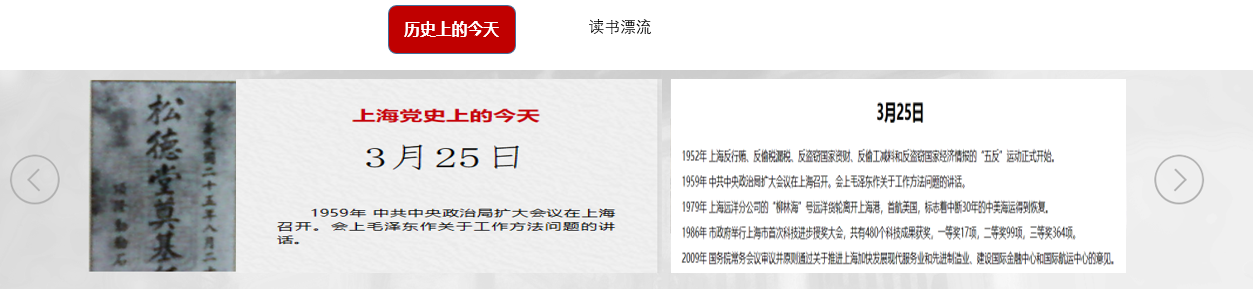 历史上的今天
读书漂流
松德堂奠基
中华民国二十五年八月二
上海党史上的今天
3月25日
1959年 中共中央政治局扩大会议在上海
召开。会上毛泽东作关于工作方法问题的讲
话。
3月25日
1952年 上海反行贿、反偷税漏税、反盗窃国家资财、反偷工减料和反盗窃国家经济情报的“五反”运动正式开始。
1959年 中共中央政治局扩大会议在上海召开。会上毛泽东作关于工作方法问题的讲话。
1979年 上海远洋分公司的“柳林海”号远洋货轮离开上海港，首航美国，标志着中断30年的中美海运得到恢复。
1986年 市政府举行上海市首次科技进步授奖大会，共有480个科技成果获奖，一等奖17项，二等奖99项，三等奖364项。
2009年 国务院常务会议审议并原则通过关于推进上海加快发展现代服务业和先进制造业、建设国际金融中心和国际航运中心的意见。